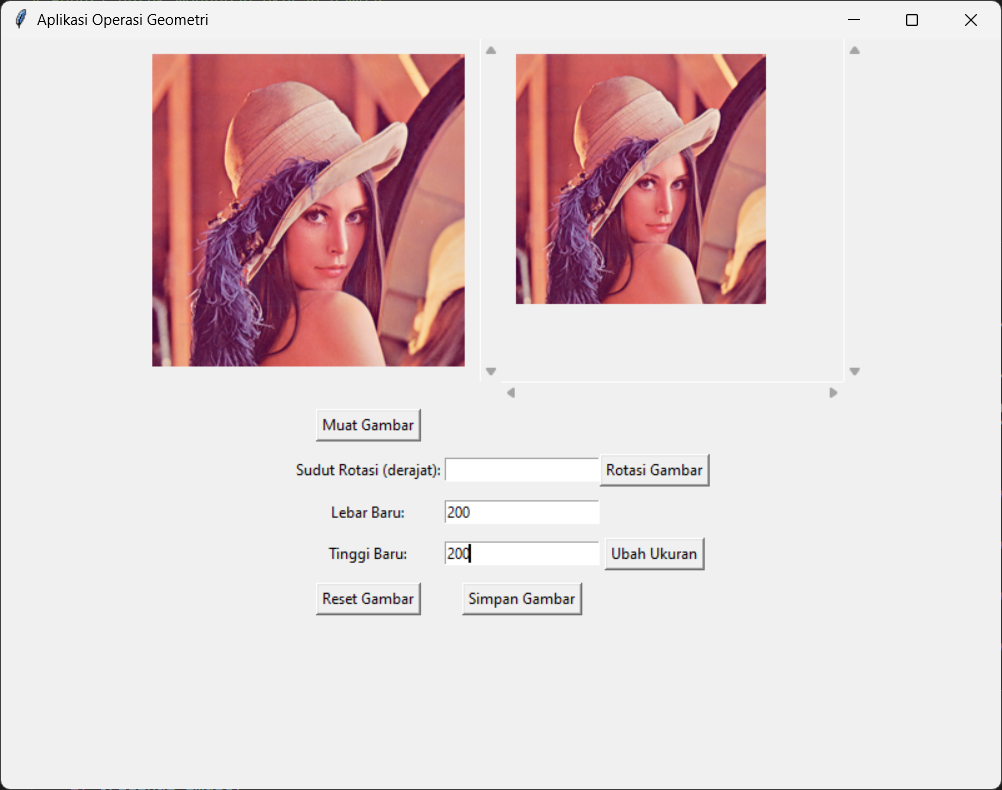 Aplikasi Operasi Geometri
Muat Gambar
Sudut Rotasi (derajat): Rotasi Gambar
Lebar Baru: 200
Tinggi Baru: 200 Ubah Ukuran
Reset Gambar Simpan Gambar